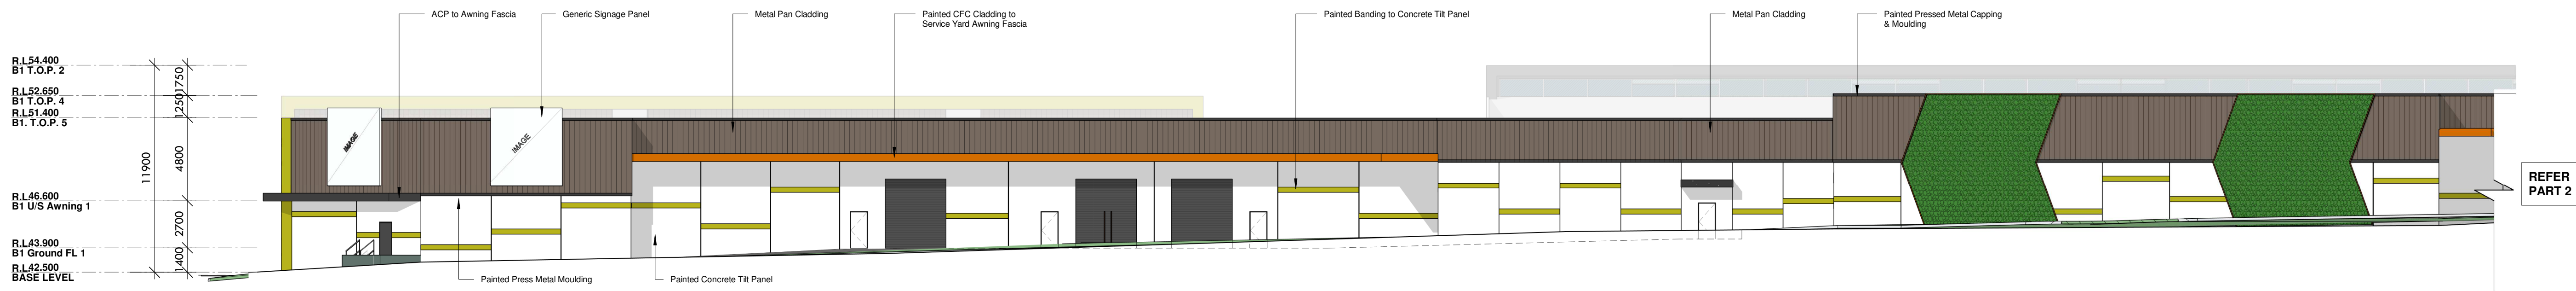 ACP to Awning Fascia
Generic Signage Panel
Metal Pan Cladding
Painted CFC Cladding to
Service Yard Awning Fascia
Painted Banding to Concrete Tilt Panel
Metal Pan Cladding
Painted Pressed Metal Capping
& Moulding
R.L54.400
B1 T.O.P. 2
R.L52.650
B1 T.O.P. 4
R.L51.400
B1. T.O.P. 5
R.L46.600
B1 U/S Awning 1
R.L43.900
B1 Ground FL 1
R.L42.500
BASE LEVEL
11900
1750
1250
4800
2700
1400
IMAGE
IMAGE
REFER
PART 2
Painted Press Metal Moulding
Painted Concrete Tilt Panel